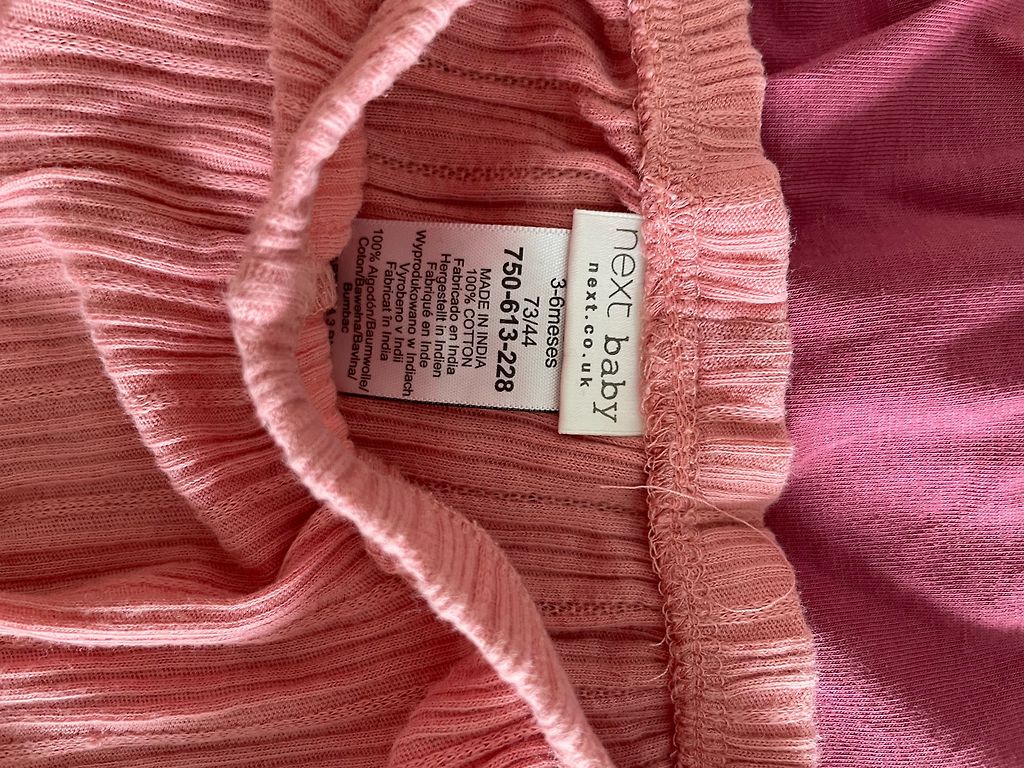 next baby
next.co.uk
3-6meses
73/44
750-613-228
MADE IN INDIA
100% COTTON
Fabricado en India
Hergestellt in Indien
Fabriqué en Inde
Wyprodukowano w Indiach
Vyrobeno v Indii
Fabricat în India
100% Algodón/Baumwolle/
Coton/Bawełna/Bavlna/
Bumbac